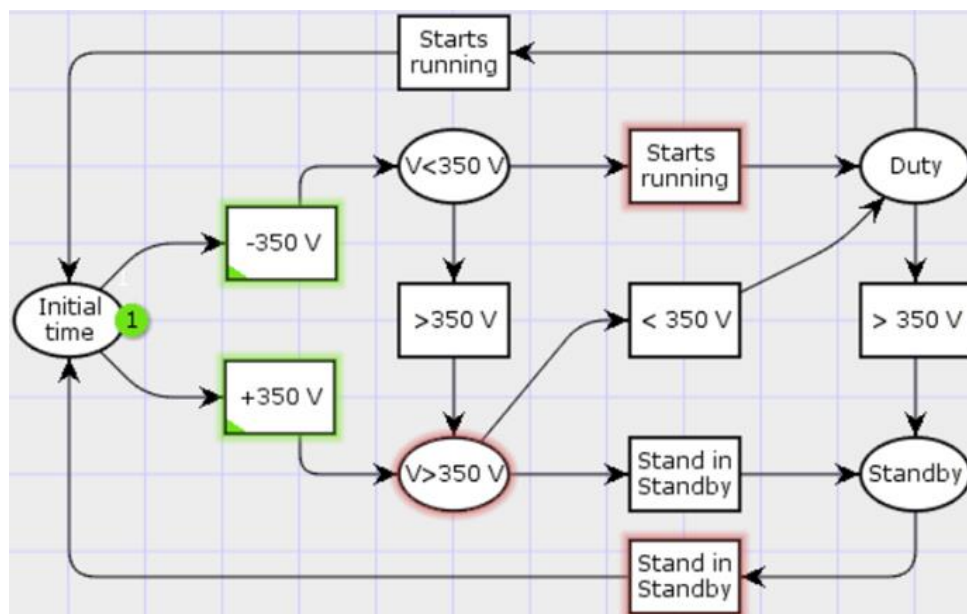 Starts
running
V<350 V
Starts
running
Duty
-350 V
Initial
time
1
>350 V
< 350 V
> 350 V
+350 V
V>350 V
Stand in
Standby
Standby
Stand in
Standby